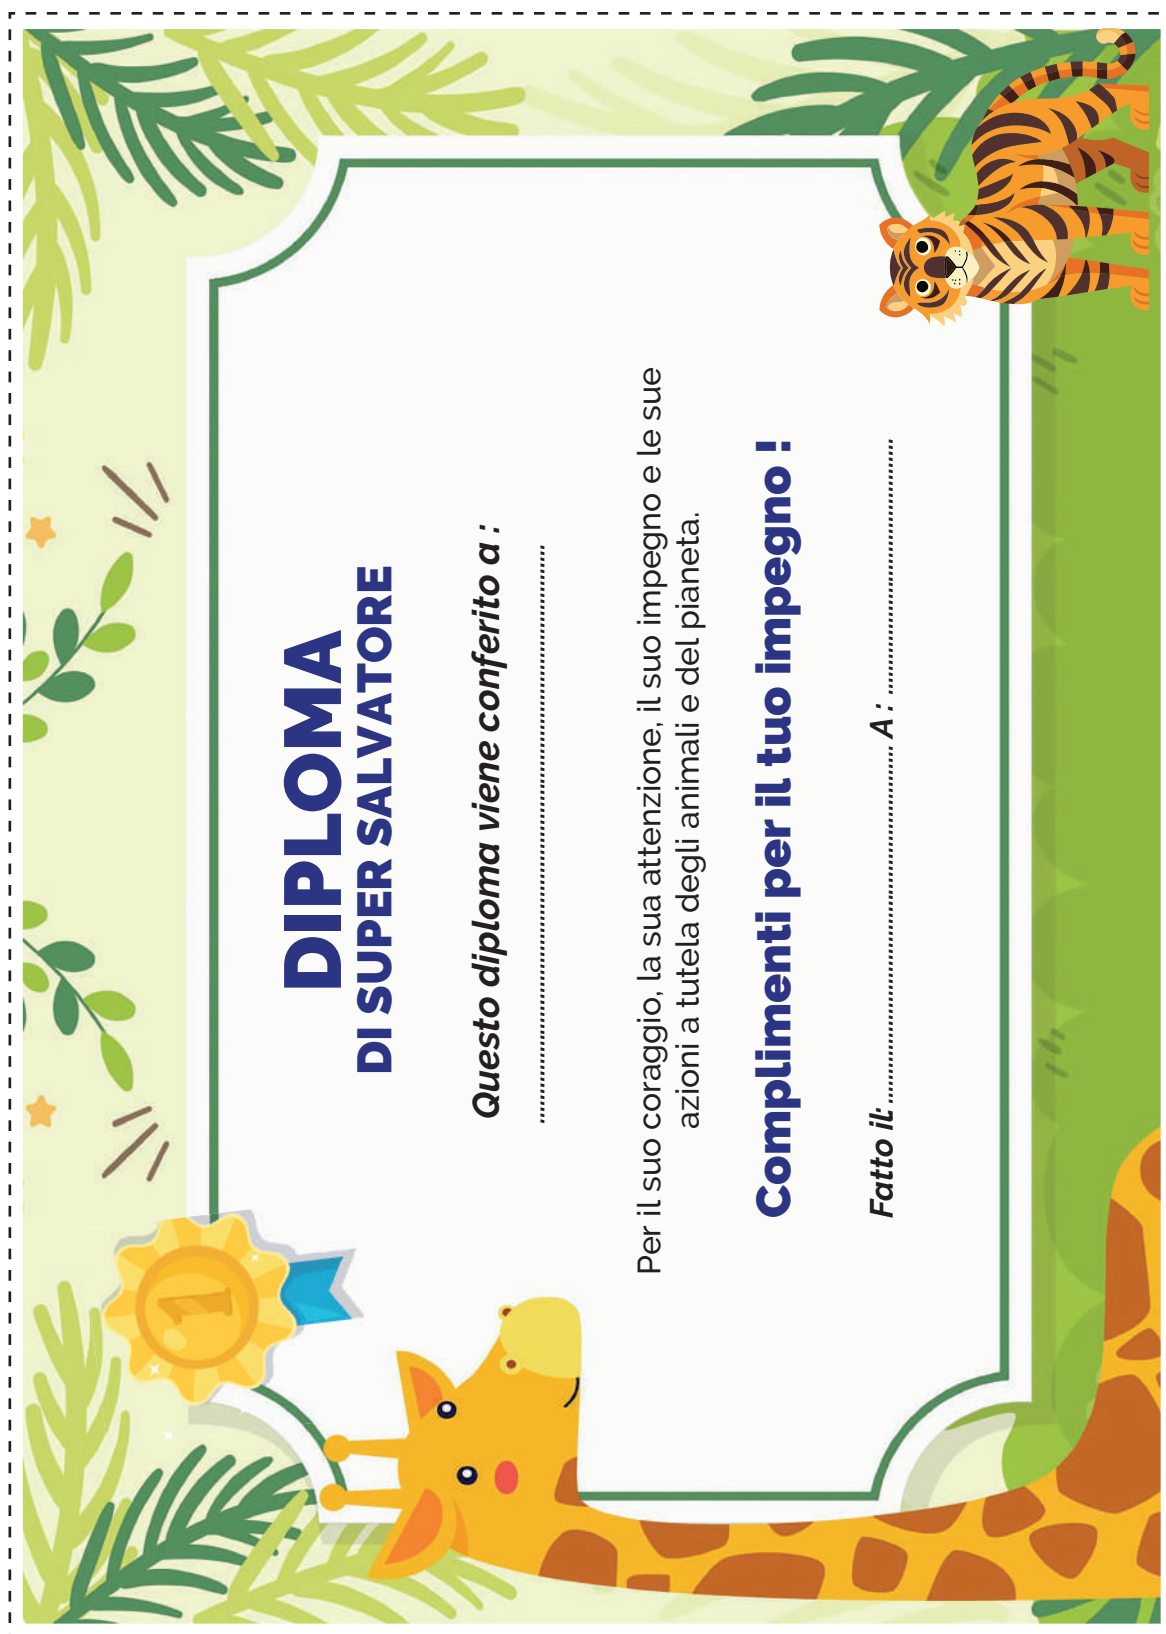 DIPLOMA
DI SUPER SALVATORE
Questo diploma viene conferito a :
Per il suo coraggio, la sua attenzione, il suo impegno e le sue
azioni a tutela degli animali e del pianeta.
Complimenti per il tuo impegno !
Fatto il: ........................ A : ........................
1